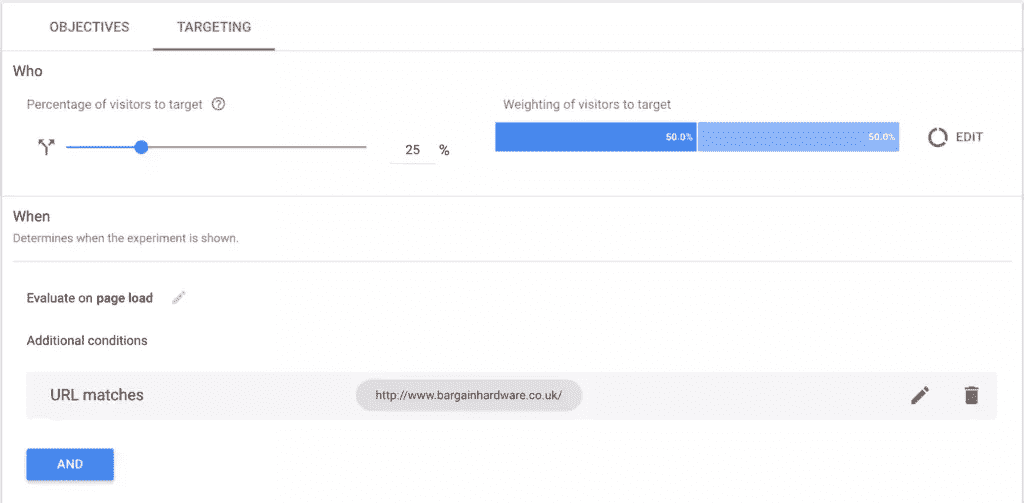 OBJECTIVES TARGETING
Who
Percentage of visitors to target
Weighting of visitors to target
25 %
50.0% 50.0%
EDIT
When
Determines when the experiment is shown.
Evaluate on page load
Additional conditions
URL matches
http://www.bargainhardware.co.uk/
AND